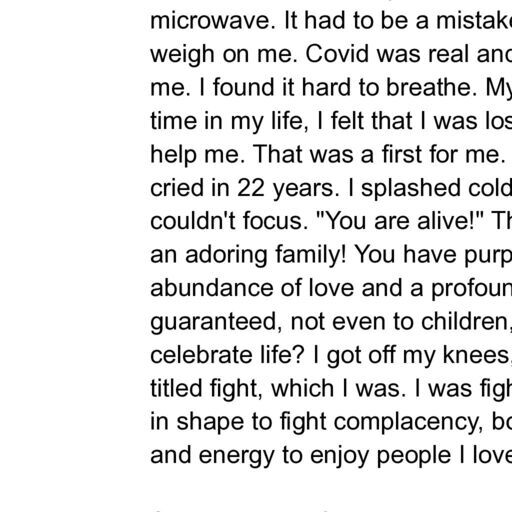 microwave. It had to be a mistake
weigh on me. Covid was real and
me. I found it hard to breathe. My
time in my life, I felt that I was los
help me. That was a first for me.
cried in 22 years. I splashed cold
couldn't focus. "You are alive!" Th
an adoring family! You have purp
abundance of love and a profoun
guaranteed, not even to children,
celebrate life? I got off my knees,
titled fight, which I was. I was figh
in shape to fight complacency, bo
and energy to enjoy people I love